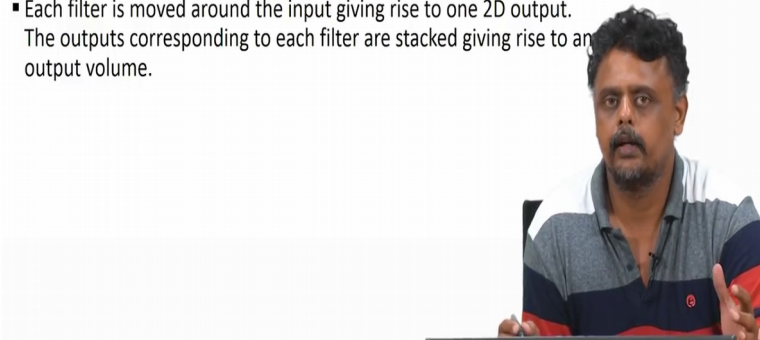 ▪ Each filter is moved around the input giving rise to one 2D output.
The outputs corresponding to each filter are stacked giving rise to an
output volume.